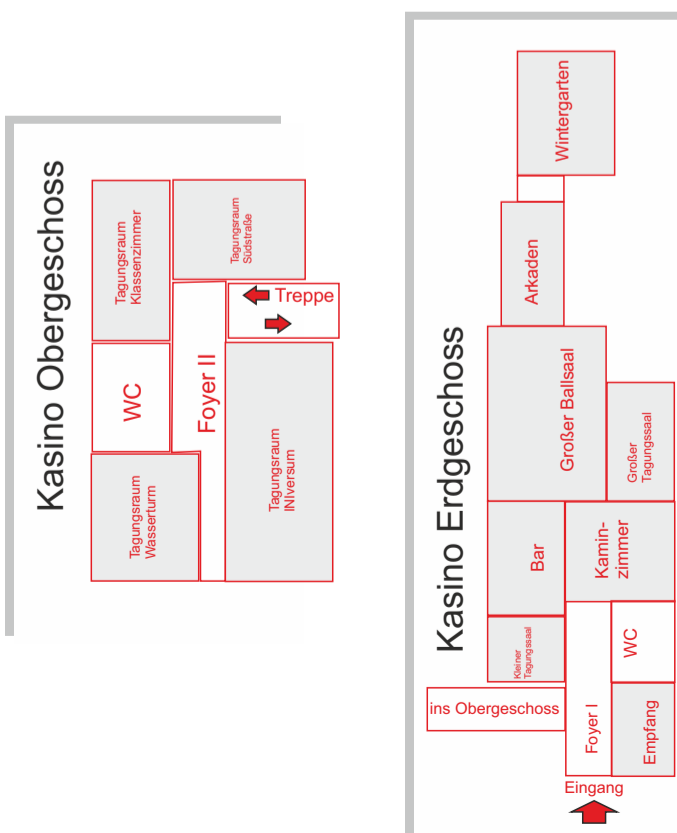 Kasino Obergeschoss
Tagungsraum
Klassenzimmer
Tagungsraum
Südstraße
Treppe
WC
Foyer II
Tagungsraum
Wasserturm
Tagungsraum
INIversum
Kasino Erdgeschoss
Wintergarten
Arkaden
Großer Ballsaal
Großer
Tagungssaal
Bar
Kamin-
zimmer
Kleiner
Tagungssaal
WC
ins Obergeschoss
Foyer I
Empfang
Eingang